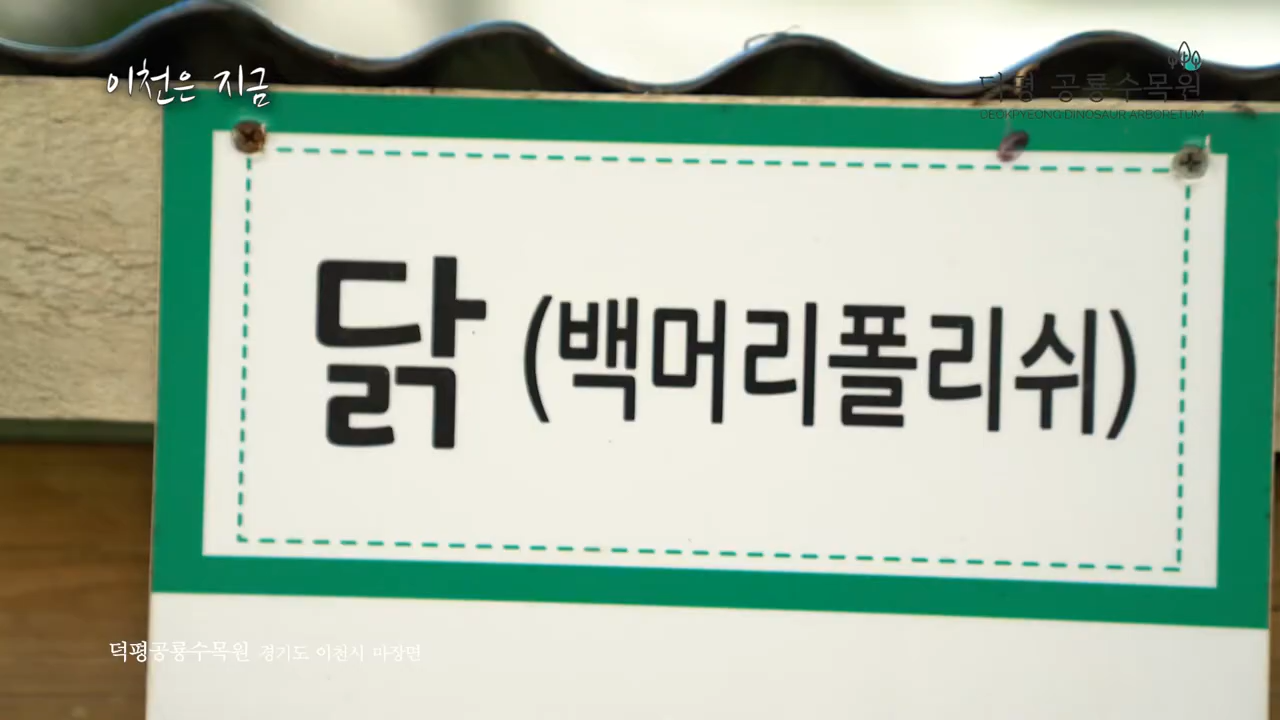 이천은 지금
덕평 공룡수목원
DEOKPYEONG DINOSAUR ARBORETUM
닭 (백머리폴리쉬)
덕평공룡수목원 경기도 이천시 마장면